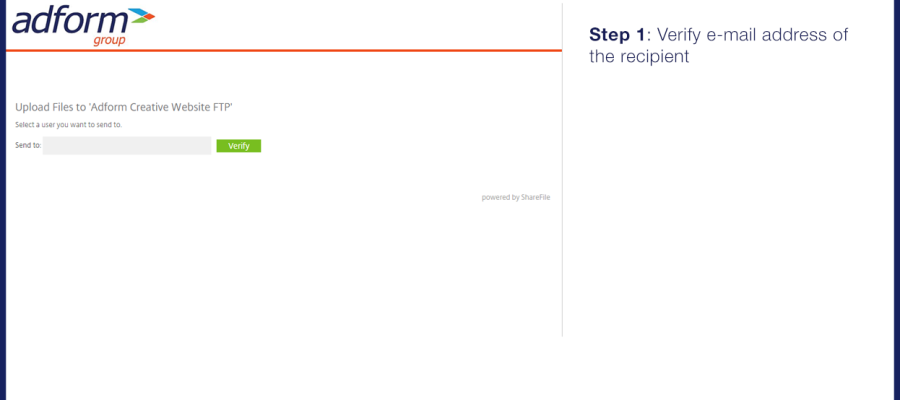 adform
group
Upload Files to 'Adform Creative Website FTP'
Select a user you want to send to.
Send to:
Verify
powered by ShareFile
Step 1: Verify e-mail address of
the recipient